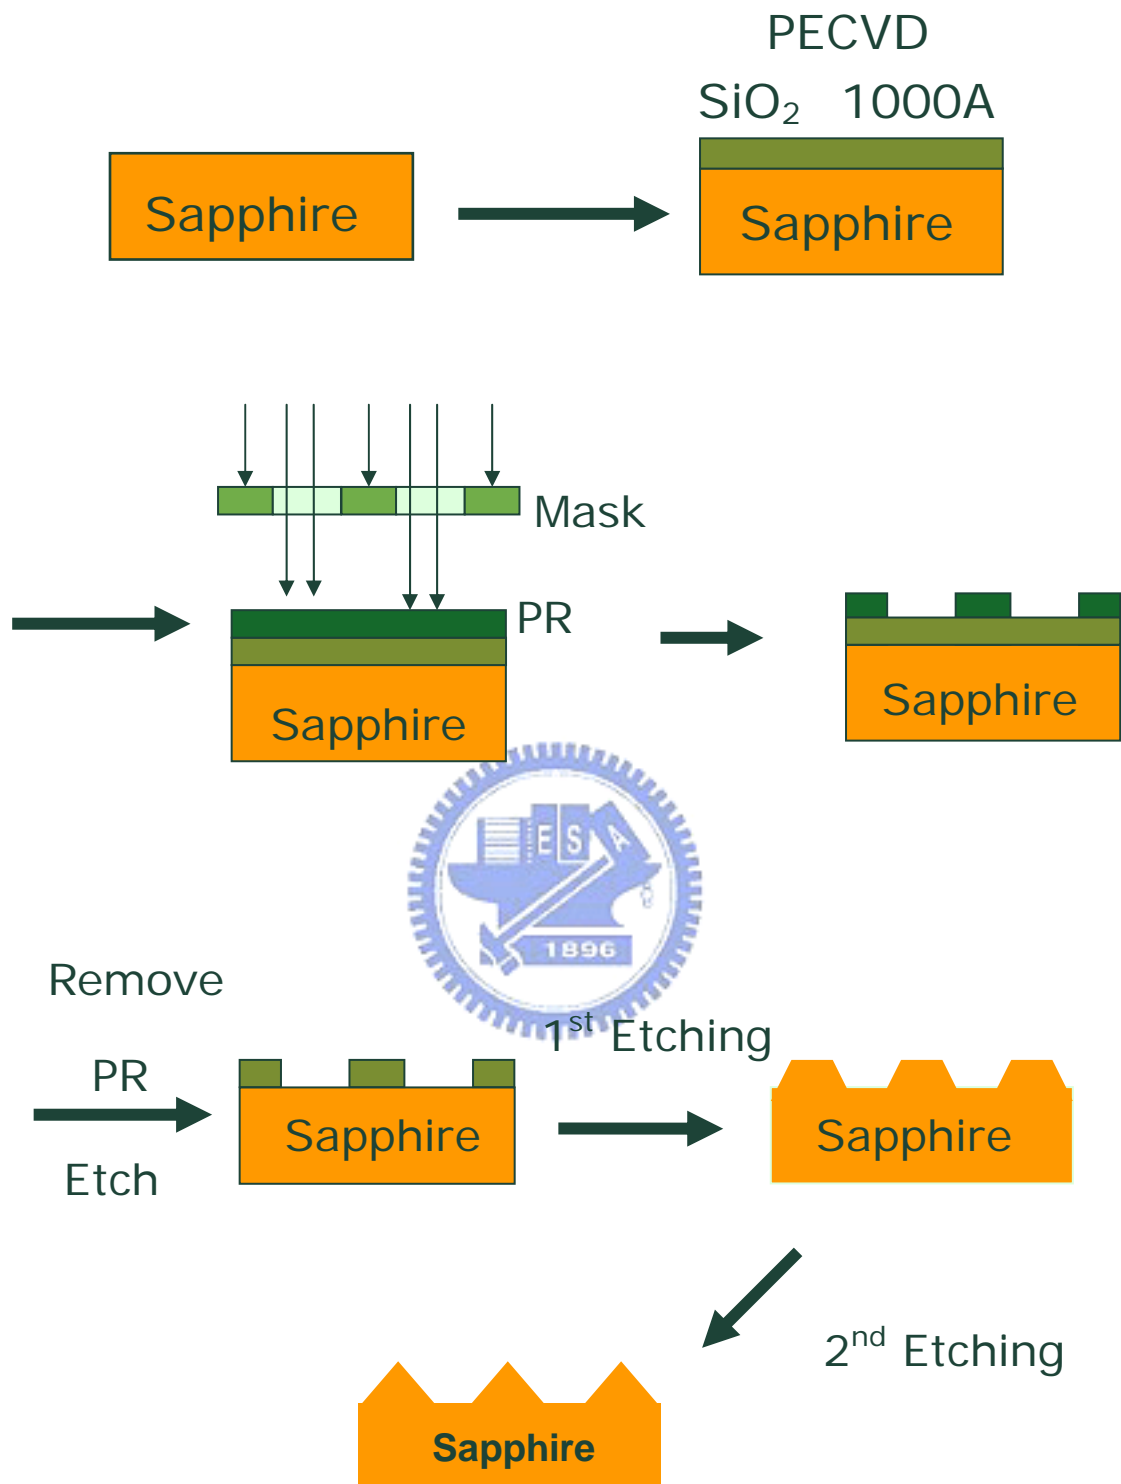 PECVD
SiO₂ 1000A
Sapphire
Sapphire
Mask
PR
Sapphire
Sapphire
E S A
1896
Remove
PR
Etch
Sapphire
1st Etching
Sapphire
2nd Etching
Sapphire